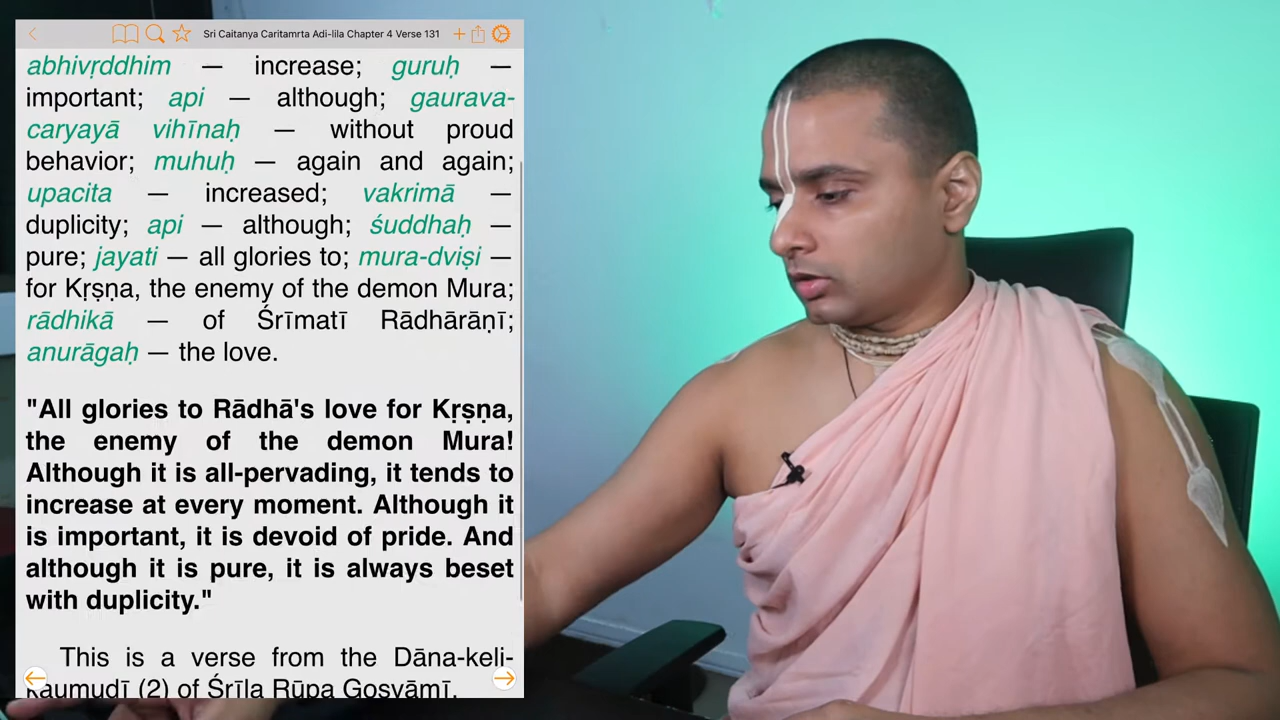 Sri Caitanya Caritamrta Adi-lila Chapter 4 Verse 131
abhivṛddhim — increase; guruḥ —
important; api — although; gaurava-
caryayā vihīnaḥ — without proud
behavior; muhuḥ — again and again;
upacita — increased; vakrimā —
duplicity; api — although; śuddhaḥ —
pure; jayati — all glories to; mura-dviṣi —
for Kṛṣṇa, the enemy of the demon Mura;
rādhikā — of Śrīmatī Rādhārāṇī;
anurāgaḥ — the love.
"All glories to Rādhā's love for Kṛṣṇa,
the enemy of the demon Mura!
Although it is all-pervading, it tends to
increase at every moment. Although it
is important, it is devoid of pride. And
although it is pure, it is always beset
with duplicity."
This is a verse from the Dāna-keli-
kaumudī (2) of Śrīla Rūpa Gosvāmī.